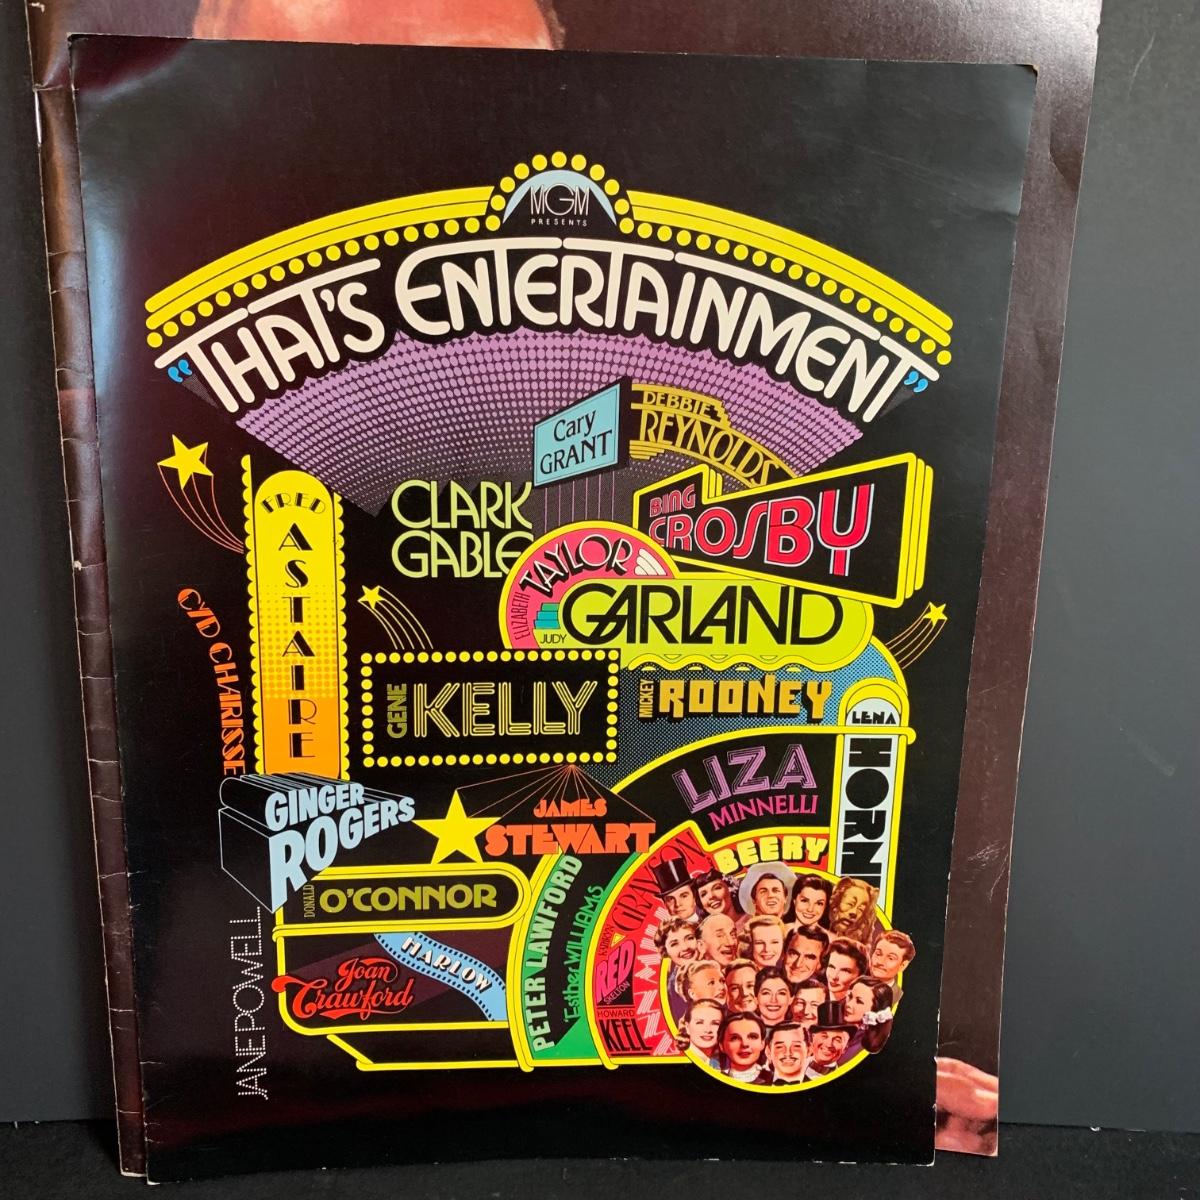 MGM
PRESENTS
"THAT'S ENTERTAINMENT"
Cary
GRANT
DEBBIE
REYNOLDS
CLARK
GABLE
BING
CROSBY
FRED
ASTAIRE
ELIZABETH
TAYLOR
JUDY
GARLAND
CYD CHARISSE
GENE
KELLY
MICKEY
ROONEY
LENA
HORN
LIZA
MINNELLI
GINGER
ROGERS
JAMES
STEWART
BEERY
DONALD
O'CONNOR
HARLOW
Joan
Crawford
JANE POWELL
PETER LAWFORD
Esther WILLIAMS
KATHRYN
GRAYSON
RED
SKELTON
HOWARD
KEEL